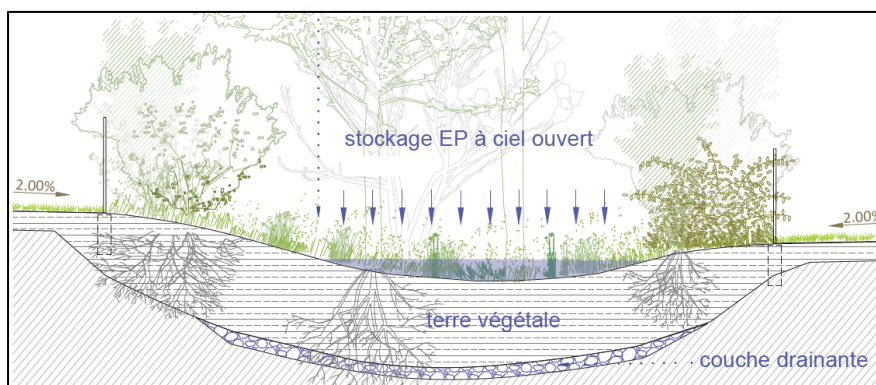 stockage EP à ciel ouvert
2.00%
2.00%
terre végétale
couche drainante